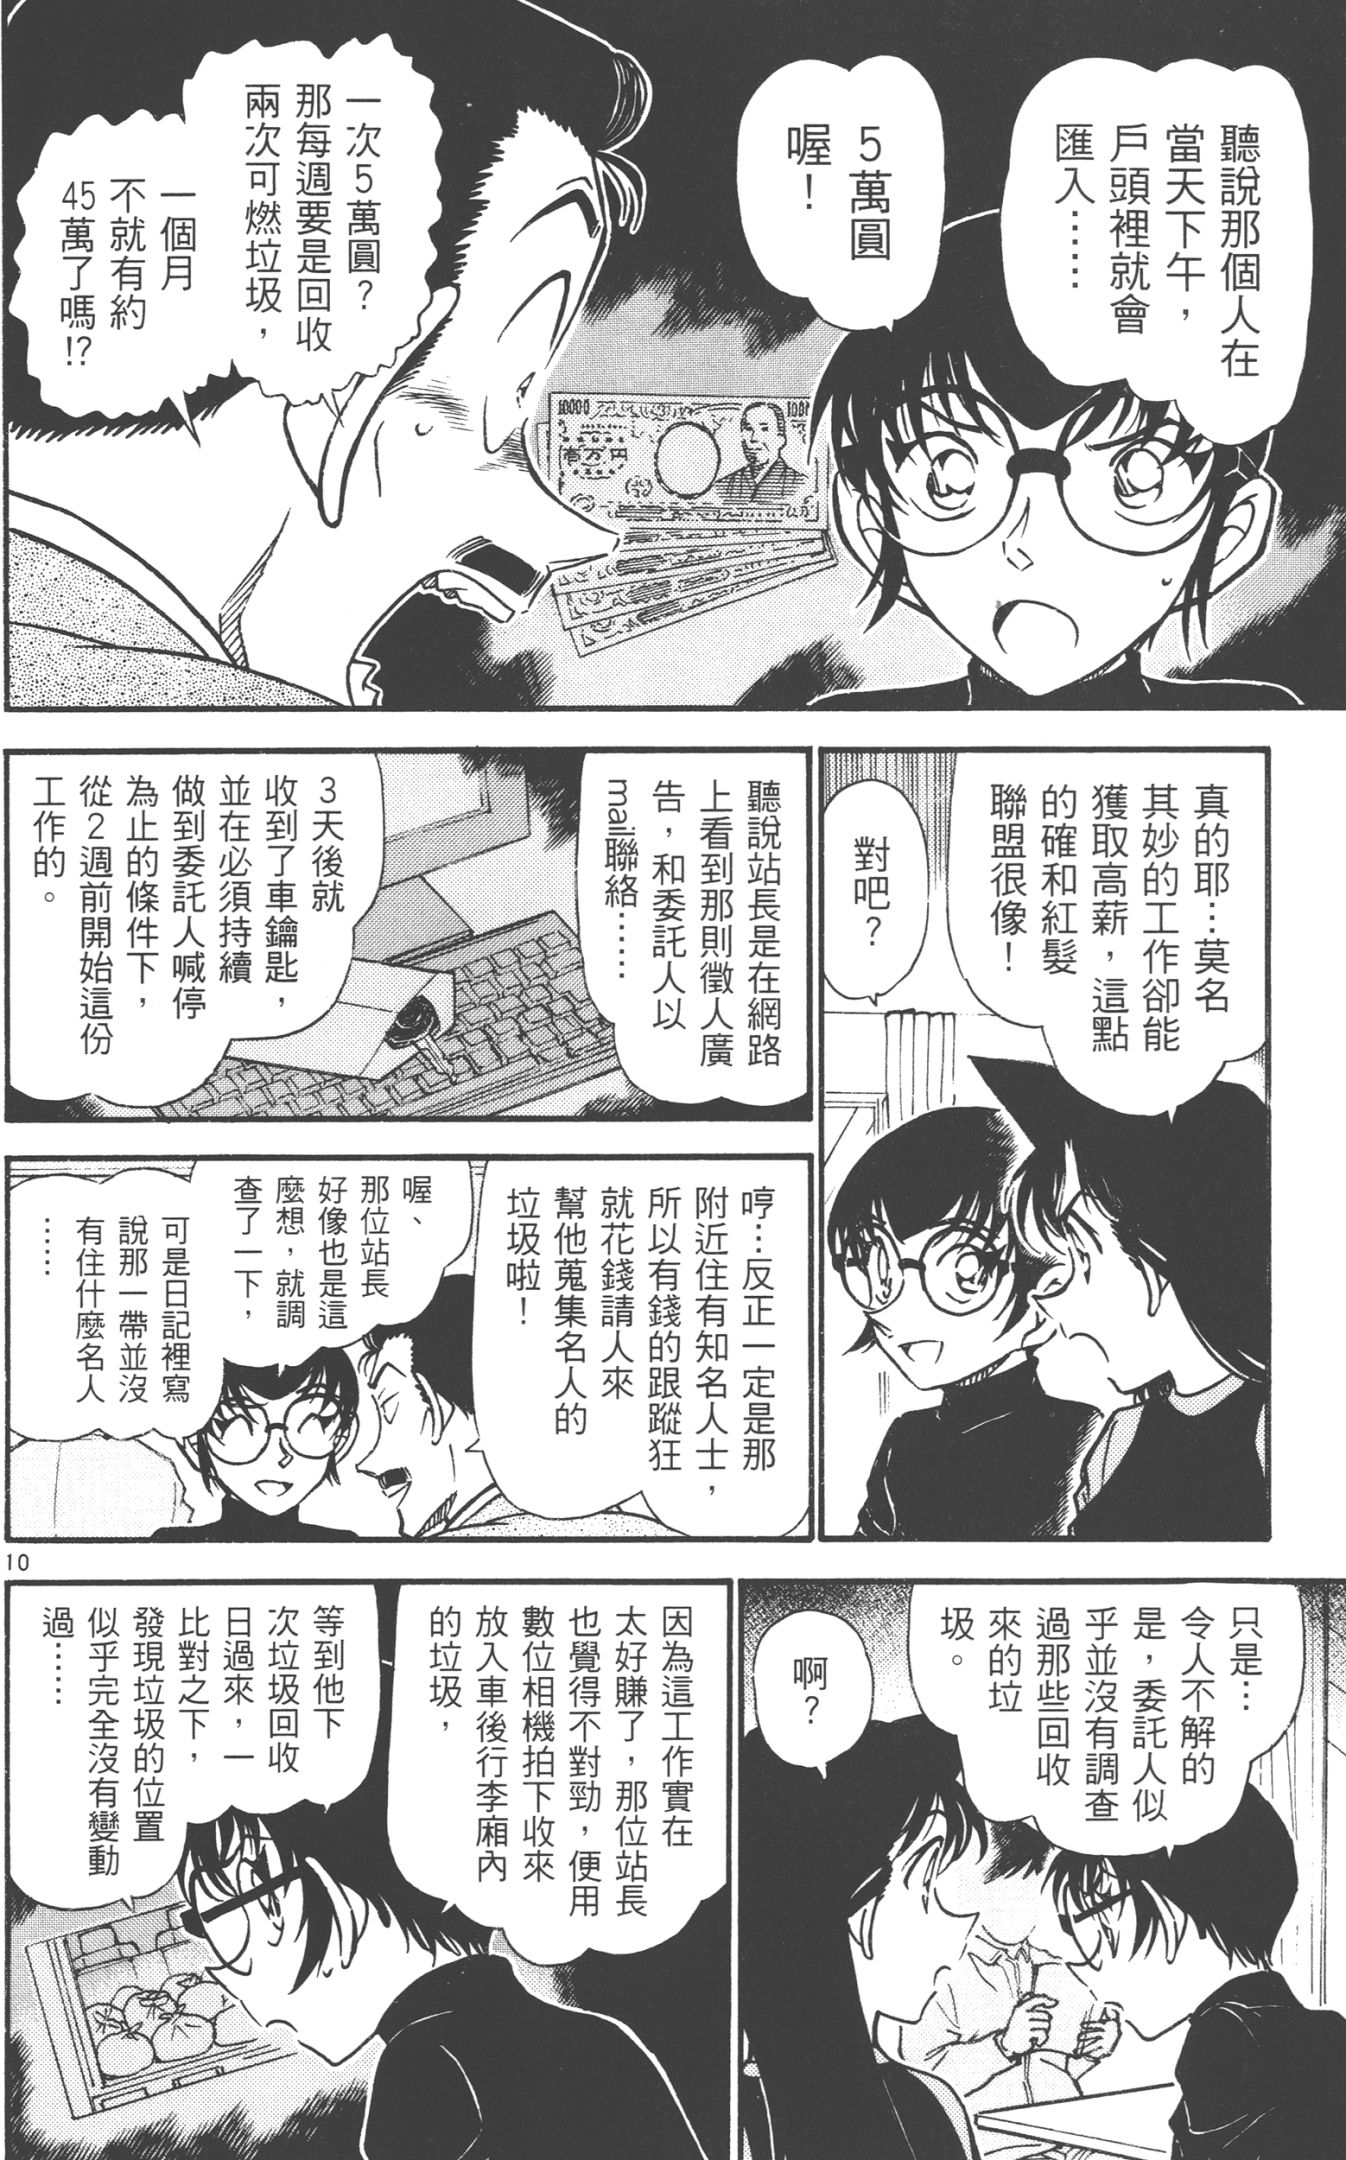 聽說那個人在
當天下午，
戶頭裡就會
匯入……
5萬圓
喔！
一次5萬圓？
那每週要是回收
兩次可燃垃圾，
一個月
不就有約
45萬了嗎!?
10000
壱万円
真的耶…莫名
其妙的工作卻能
獲取高薪，這點
的確和紅髮
聯盟很像！
對吧？
聽說站長是在網路
上看到那則徵人廣
告，和委託人以
mail聯絡……
3天後就
收到了車鑰匙，
並在必須持續
做到委託人喊停
為止的條件下，
從2週前開始這份
工作的。
哼…反正一定是那
附近住有知名人士，
所以有錢的跟蹤狂
就花錢請人來
幫他蒐集名人的
垃圾啦！
喔、
那位站長
好像也是這
麼想，就調
查了一下，
可是日記裡寫
說那一帶並沒
有住什麼名人
……
10
只是…
令人不解的
是，委託人似
乎並沒有調查
過那些回收
來的垃
圾。
啊？
因為這工作實在
太好賺了，那位站長
也覺得不對勁，便用
數位相機拍下收來
放入車後行李廂內
的垃圾，
等到他下
次垃圾回收
日過來，一
比對之下，
發現垃圾的位置
似乎完全沒有變動
過……